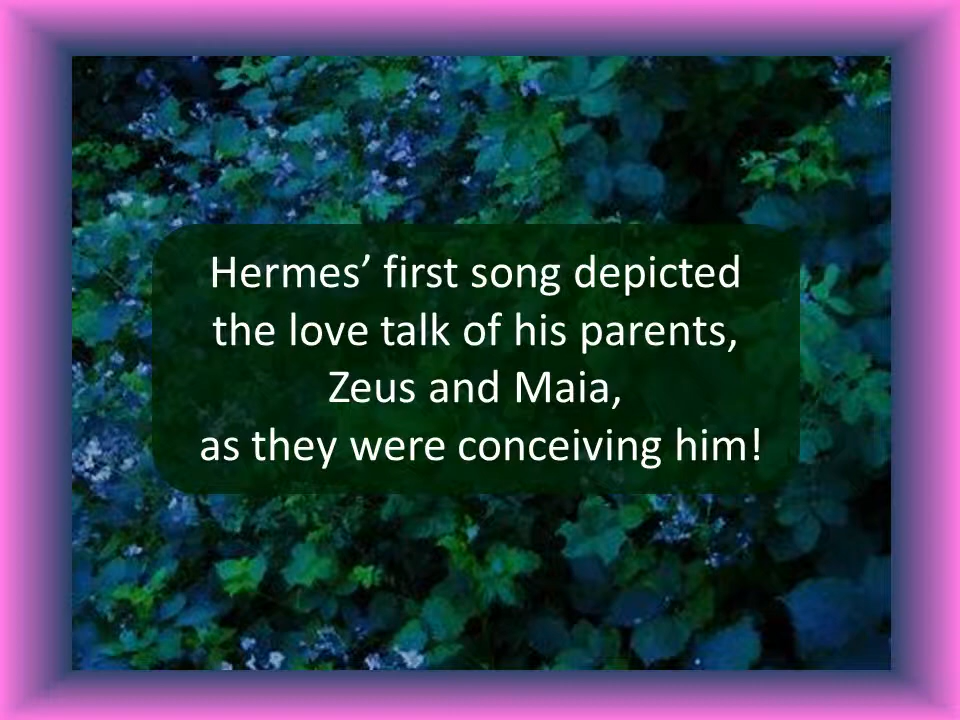 Hermes’ first song depicted
the love talk of his parents,
Zeus and Maia,
as they were conceiving him!